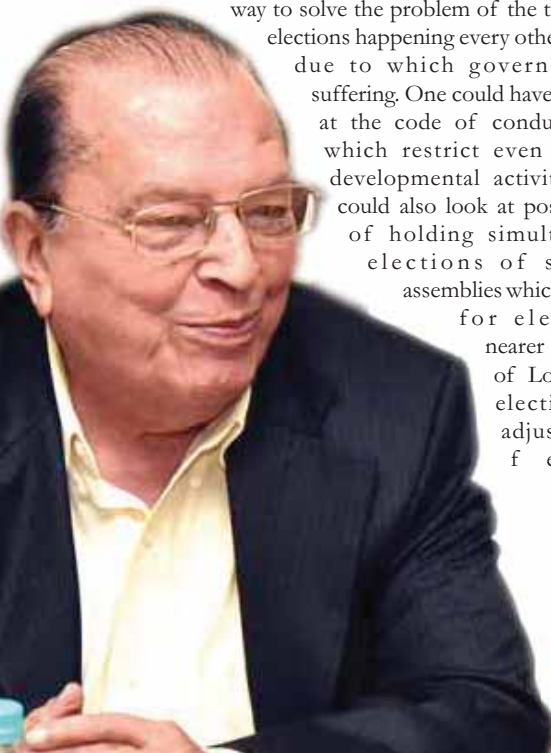 way to solve the problem of the
elections happening every othe
due to which govern
suffering. One could have
at the code of condu
which restrict even
developmental activit
could also look at pos
of holding simult
elections of s
assemblies which
for ele
nearer
of Lo
electi
adjus
f e